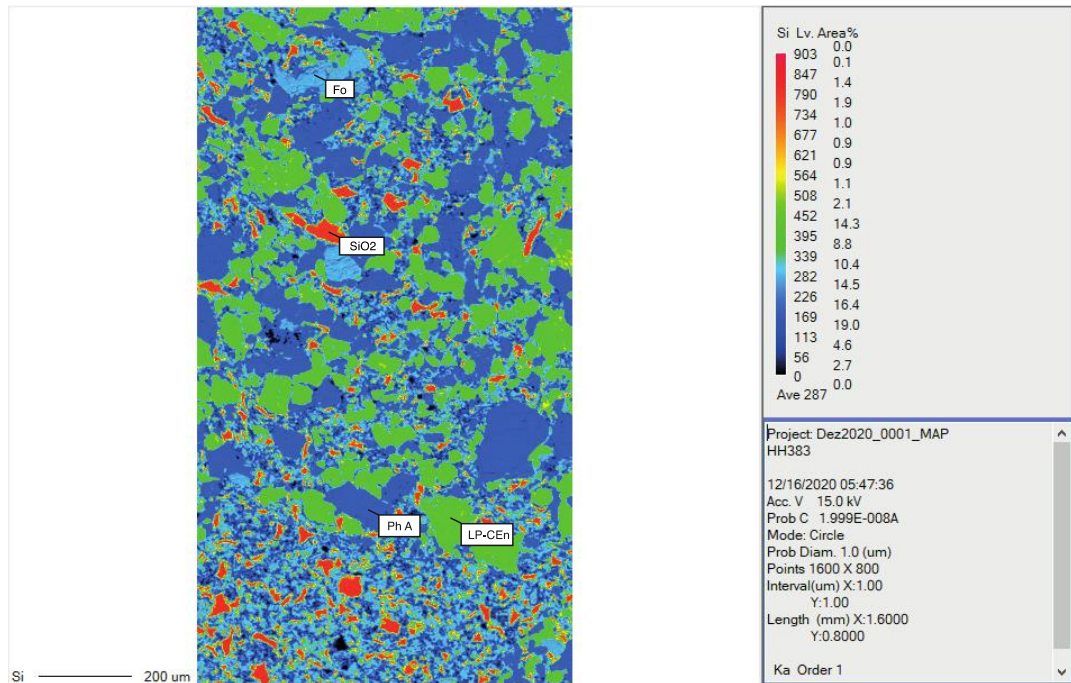 Fo
SiO2
Ph A
LP-CEn
Si 200 um
Si Lv. Area%
0.0
903
0.1
847
1.4
790
1.9
734
1.0
677
0.9
621
0.9
564
1.1
508
2.1
452
14.3
395
8.8
339
10.4
282
14.5
226
16.4
169
19.0
113
4.6
56
2.7
0
0.0
Ave 287
Project: Dez2020_0001_MAP
HH383
12/16/2020 05:47:36
Acc. V 15.0 kV
Prob C 1.999E-008A
Mode: Circle
Prob Diam. 1.0 (um)
Points 1600 X 800
Interval(um) X:1.00
Y:1.00
Length (mm) X:1.6000
Y:0.8000
Ka Order 1